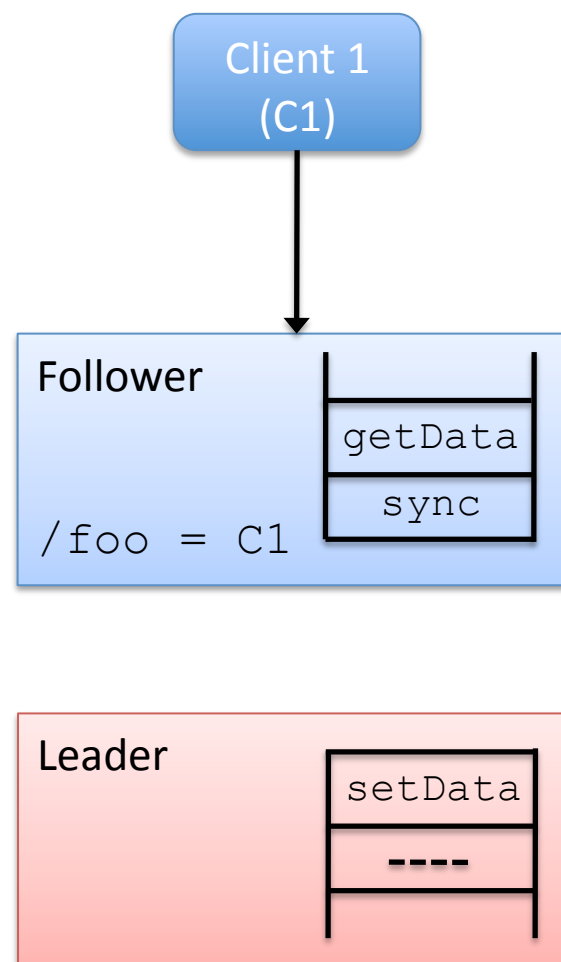 Client 1
(C1)
Follower
getData
sync
/foo = C1
Leader
setData
----